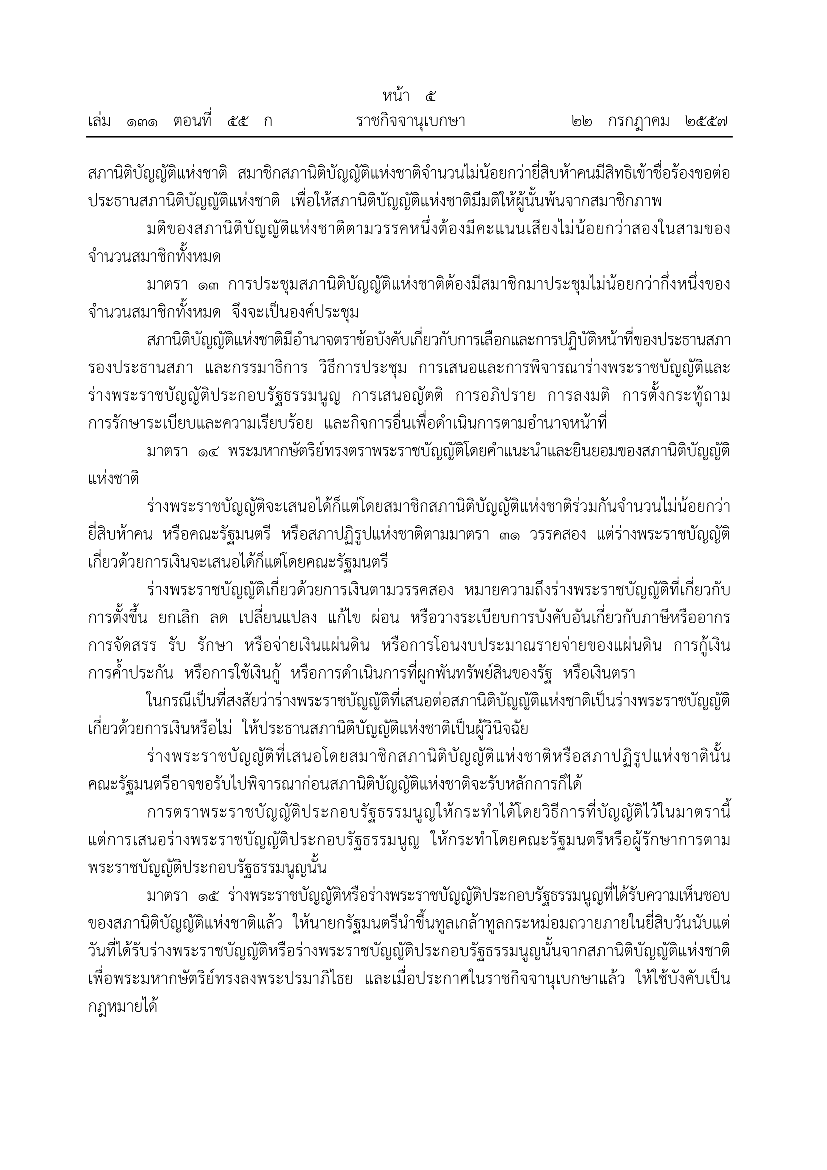 หน้า ๕
เล่ม ๑๓๑ ตอนที่ ๕๕ ก ราชกิจจานุเบกษา ๒๒ กรกฎาคม ๒๕๕๗
สภานิติบัญญัติแห่งชาติ สมาชิกสภานิติบัญญัติแห่งชาติจำนวนไม่น้อยกว่ายี่สิบห้าคนมีสิทธิเข้าชื่อร้องขอต่อ
ประธานสภานิติบัญญัติแห่งชาติ เพื่อให้สภานิติบัญญัติแห่งชาติมีมติให้ผู้นั้นพ้นจากสมาชิกภาพ
มติของสภานิติบัญญัติแห่งชาติตามวรรคหนึ่งต้องมีคะแนนเสียงไม่น้อยกว่าสองในสามของ
จำนวนสมาชิกทั้งหมด
มาตรา ๑๓ การประชุมสภานิติบัญญัติแห่งชาติต้องมีสมาชิกมาประชุมไม่น้อยกว่ากึ่งหนึ่งของ
จำนวนสมาชิกทั้งหมด จึงจะเป็นองค์ประชุม
สภานิติบัญญัติแห่งชาติมีอำนาจตราข้อบังคับเกี่ยวกับการเลือกและการปฏิบัติหน้าที่ของประธานสภา
รองประธานสภา และกรรมาธิการ วิธีการประชุม การเสนอและการพิจารณาร่างพระราชบัญญัติและ
ร่างพระราชบัญญัติประกอบรัฐธรรมนูญ การเสนอญัตติ การอภิปราย การลงมติ การตั้งกระทู้ถาม
การรักษาระเบียบและความเรียบร้อย และกิจการอื่นเพื่อดำเนินการตามอำนาจหน้าที่
มาตรา ๑๔ พระมหากษัตริย์ทรงตราพระราชบัญญัติโดยคำแนะนำและยินยอมของสภานิติบัญญัติ
แห่งชาติ
ร่างพระราชบัญญัติจะเสนอได้ก็แต่โดยสมาชิกสภานิติบัญญัติแห่งชาติร่วมกันจำนวนไม่น้อยกว่า
ยี่สิบห้าคน หรือคณะรัฐมนตรี หรือสภาปฏิรูปแห่งชาติตามมาตรา ๓๑ วรรคสอง แต่ร่างพระราชบัญญัติ
เกี่ยวด้วยการเงินจะเสนอได้ก็แต่โดยคณะรัฐมนตรี
ร่างพระราชบัญญัติเกี่ยวด้วยการเงินตามวรรคสอง หมายความถึงร่างพระราชบัญญัติที่เกี่ยวกับ
การตั้งขึ้น ยกเลิก ลด เปลี่ยนแปลง แก้ไข ผ่อน หรือวางระเบียบการบังคับอันเกี่ยวกับภาษีหรืออากร
การจัดสรร รับ รักษา หรือจ่ายเงินแผ่นดิน หรือการโอนงบประมาณรายจ่ายของแผ่นดิน การกู้เงิน
การค้ำประกัน หรือการใช้เงินกู้ หรือการดำเนินการที่ผูกพันทรัพย์สินของรัฐ หรือเงินตรา
ในกรณีเป็นที่สงสัยว่าร่างพระราชบัญญัติที่เสนอต่อสภานิติบัญญัติแห่งชาติเป็นร่างพระราชบัญญัติ
เกี่ยวด้วยการเงินหรือไม่ ให้ประธานสภานิติบัญญัติแห่งชาติเป็นผู้วินิจฉัย
ร่างพระราชบัญญัติที่เสนอโดยสมาชิกสภานิติบัญญัติแห่งชาติหรือสภาปฏิรูปแห่งชาตินั้น
คณะรัฐมนตรีอาจขอรับไปพิจารณาก่อนสภานิติบัญญัติแห่งชาติจะรับหลักการก็ได้
การตราพระราชบัญญัติประกอบรัฐธรรมนูญให้กระทำได้โดยวิธีการที่บัญญัติไว้ในมาตรานี้
แต่การเสนอร่างพระราชบัญญัติประกอบรัฐธรรมนูญ ให้กระทำโดยคณะรัฐมนตรีหรือผู้รักษาการตาม
พระราชบัญญัติประกอบรัฐธรรมนูญนั้น
มาตรา ๑๕ ร่างพระราชบัญญัติหรือร่างพระราชบัญญัติประกอบรัฐธรรมนูญที่ได้รับความเห็นชอบ
ของสภานิติบัญญัติแห่งชาติแล้ว ให้นายกรัฐมนตรีนำขึ้นทูลเกล้าทูลกระหม่อมถวายภายในยี่สิบวันนับแต่
วันที่ได้รับร่างพระราชบัญญัติหรือร่างพระราชบัญญัติประกอบรัฐธรรมนูญนั้นจากสภานิติบัญญัติแห่งชาติ
เพื่อพระมหากษัตริย์ทรงลงพระปรมาภิไธย และเมื่อประกาศในราชกิจจานุเบกษาแล้ว ให้ใช้บังคับเป็น
กฎหมายได้